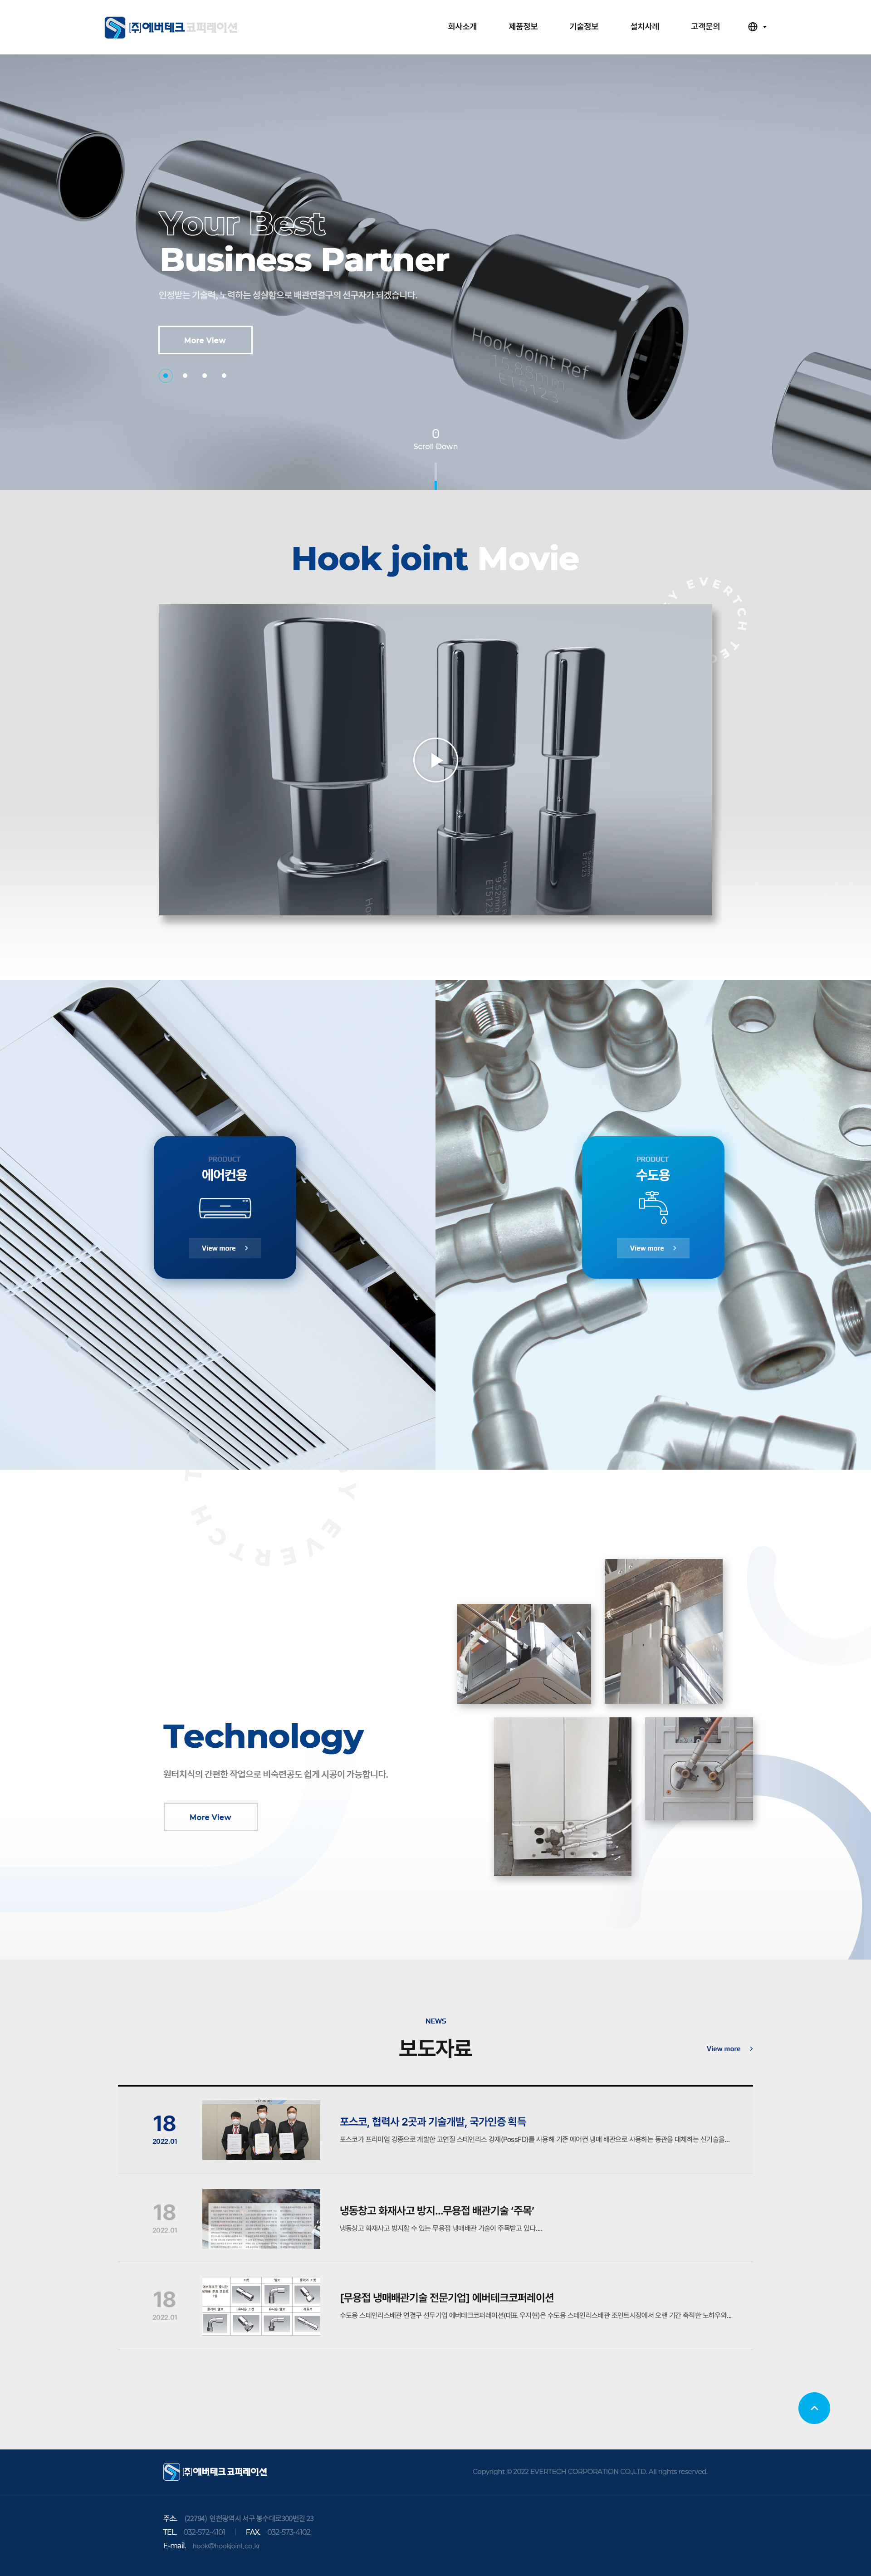 (주)에버테크 코퍼레이션
회사소개 제품정보 기술정보 설치사례 고객문의
Your Best
Business Partner
인정받는 기술력, 노력하는 성실함으로 배관연결구의 선구자가 되겠습니다.
More View
Hook Joint Ref
ET5123
Scroll Down
Hook joint Movie
EVERTCH
Hook Joint
9.52mm
ET5123
PRODUCT
에어컨용
View more
PRODUCT
수도용
View more
EVERTCH
Technology
원터치식의 간편한 작업으로 비숙련공도 쉽게 시공이 가능합니다.
More View
NEWS
보도자료
View more
18
2022.01
포스코, 협력사 2곳과 기술개발, 국가인증 획득
포스코가 프리미엄 강종으로 개발한 고연질 스테인리스 강재(PossFD)를 사용해 기존 에어컨 냉매 배관으로 사용하는 동관을 대체하는 신기술을...
18
2022.01
냉동창고 화재사고 방지...무용접 배관기술 '주목'
냉동창고 화재사고 방지할 수 있는 무용접 냉매배관 기술이 주목받고 있다....
18
2022.01
[무용접 냉매배관기술 전문기업] 에버테크코퍼레이션
수도용 스테인리스배관 연결구 선두기업 에버테크코퍼레이션(대표 우지현)은 수도용 스테인리스배관 조인트시장에서 오랜 기간 축적한 노하우와...
(주)에버테크 코퍼레이션
Copyright © 2022 EVERTECH CORPORATION CO.,LTD. All rights reserved.
주소. (22794) 인천광역시 서구 봉수대로300번길 23
TEL. 032-572-4101 | FAX. 032-573-4102
E-mail. hook@hookjoint.co.kr